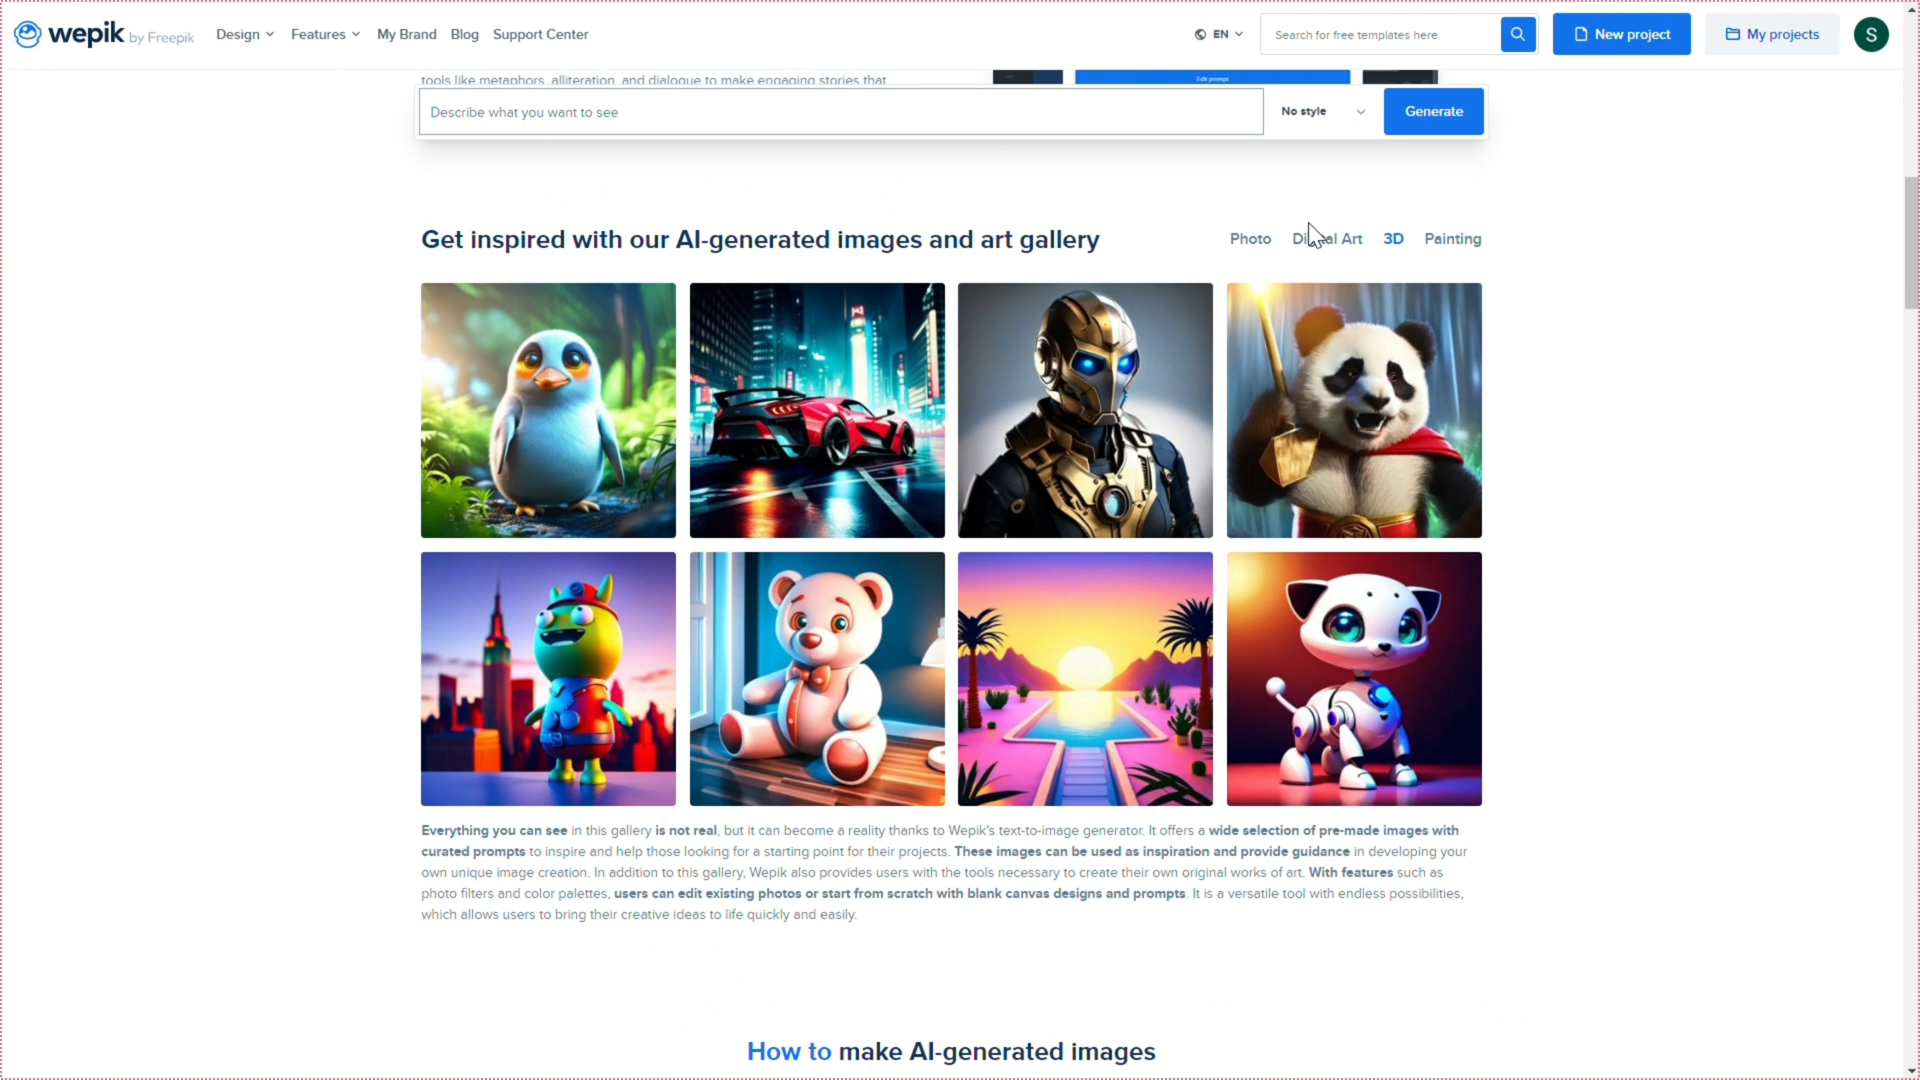 wepik by Freepik
Design
Features
My Brand
Blog
Support Center
EN
Search for free templates here
New project
My projects
S
tools like metaphors, alliteration, and dialogue to make engaging stories that
Edit prompt
Describe what you want to see
No style
Generate
Get inspired with our AI-generated images and art gallery
Photo
Digital Art
3D
Painting
Everything you can see in this gallery is not real, but it can become a reality thanks to Wepik's text-to-image generator. It offers a wide selection of pre-made images with
curated prompts to inspire and help those looking for a starting point for their projects. These images can be used as inspiration and provide guidance in developing your
own unique image creation. In addition to this gallery, Wepik also provides users with the tools necessary to create their own original works of art. With features such as
photo filters and color palettes, users can edit existing photos or start from scratch with blank canvas designs and prompts. It is a versatile tool with endless possibilities,
which allows users to bring their creative ideas to life quickly and easily.
How to make AI-generated images